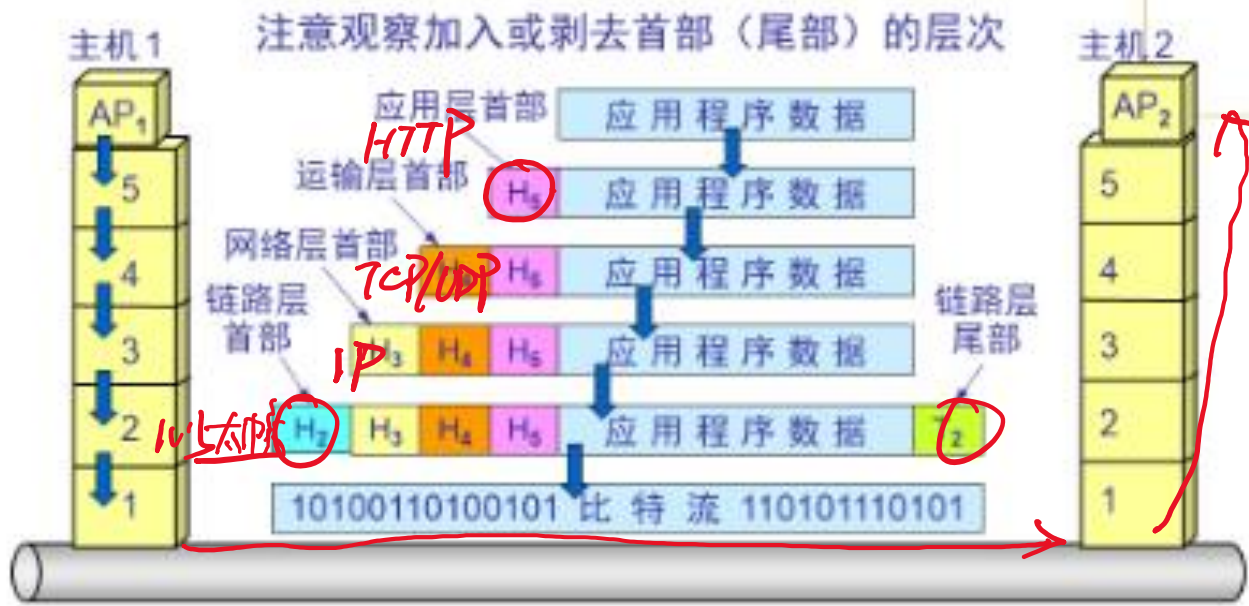 注意观察加入或剥去首部（尾部）的层次
主机 1
主机 2
AP₁
AP₂
应用层首部
应 用 程 序 数 据
HTTP
5
运输层首部
H₅
应 用 程 序 数 据
5
网络层首部
4
TCP/UDP
H₅
应 用 程 序 数 据
4
链路层
首部
链路层
尾部
3
IP
H₃
H₄
H₅
应 用 程 序 数 据
3
2
H₂
H₃
H₄
H₅
应 用 程 序 数 据
2
1
10100110100101 比 特 流 110101110101
1